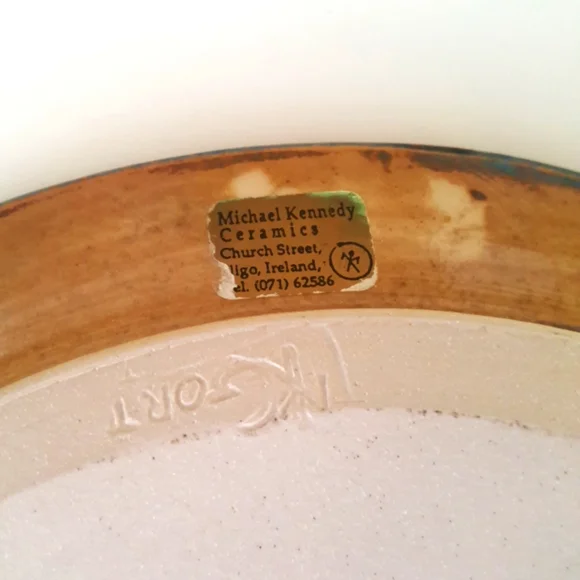 Michael Kennedy
Ceramics
Church Street,
ligo, Ireland,
el. (071) 62586